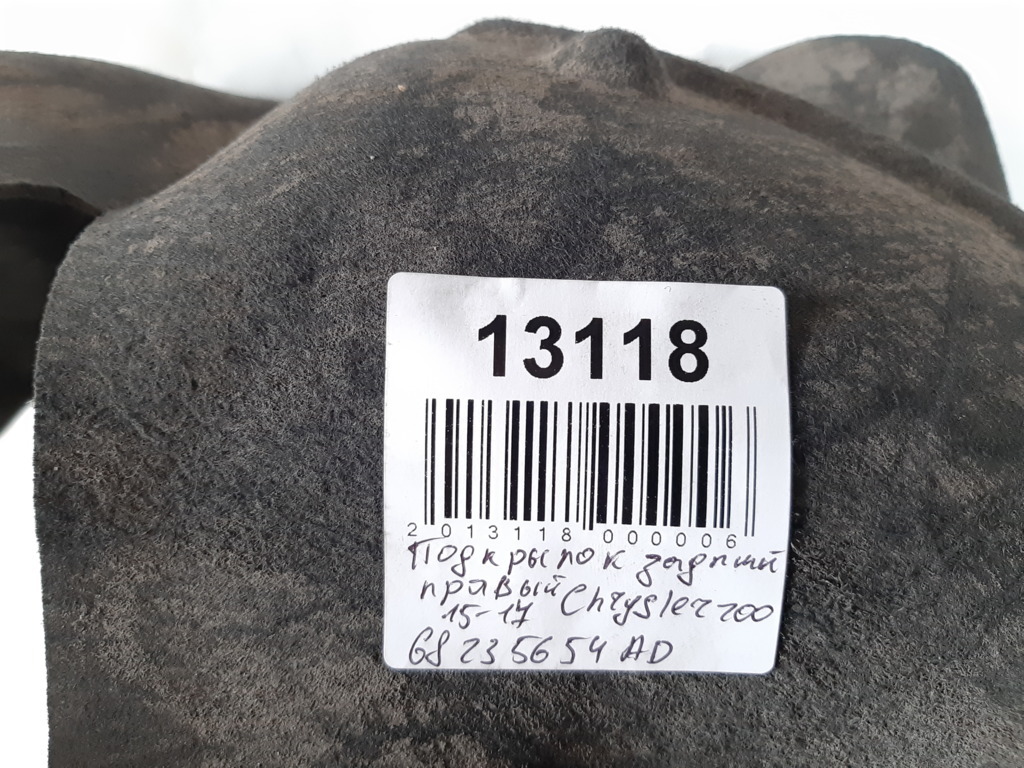 13118
2013118000006
Подкрылок задний
правый Chrysler 200
15-17
68235654AD